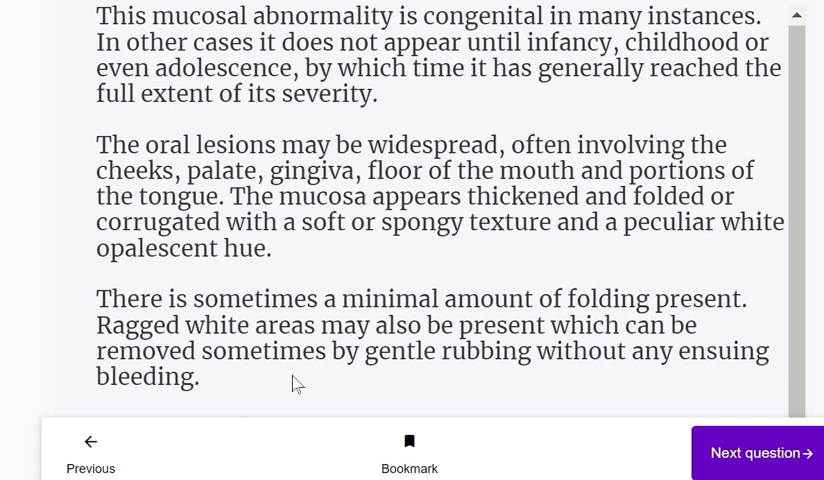 This mucosal abnormality is congenital in many instances.
In other cases it does not appear until infancy, childhood or
even adolescence, by which time it has generally reached the
full extent of its severity.
The oral lesions may be widespread, often involving the
cheeks, palate, gingiva, floor of the mouth and portions of
the tongue. The mucosa appears thickened and folded or
corrugated with a soft or spongy texture and a peculiar white
opalescent hue.
There is sometimes a minimal amount of folding present.
Ragged white areas may also be present which can be
removed sometimes by gentle rubbing without any ensuing
bleeding.
Previous
Bookmark
Next question